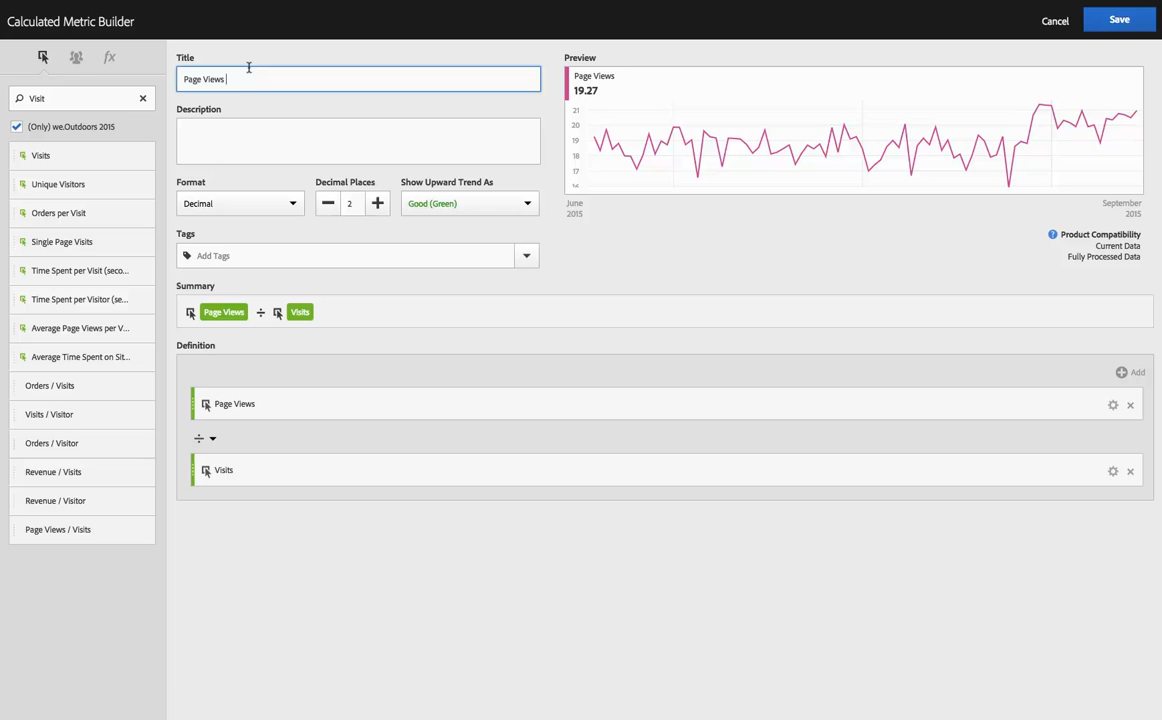 Calculated Metric Builder
Cancel
Save
fx
Visit
(Only) we.Outdoors 2015
Visits
Unique Visitors
Orders per Visit
Single Page Visits
Time Spent per Visit (seco...
Time Spent per Visitor (se...
Average Page Views per V...
Average Time Spent on Sit...
Orders / Visits
Visits / Visitor
Orders / Visitor
Revenue / Visits
Revenue / Visitor
Page Views / Visits
Title
Page Views
Description
Format
Decimal Places
Show Upward Trend As
Decimal
2
Good (Green)
Tags
Add Tags
Preview
Page Views
19.27
21
20
19
18
17
16
June
2015
September
2015
Product Compatibility
Current Data
Fully Processed Data
Summary
Page Views ÷ Visits
Definition
Add
Page Views
÷
Visits